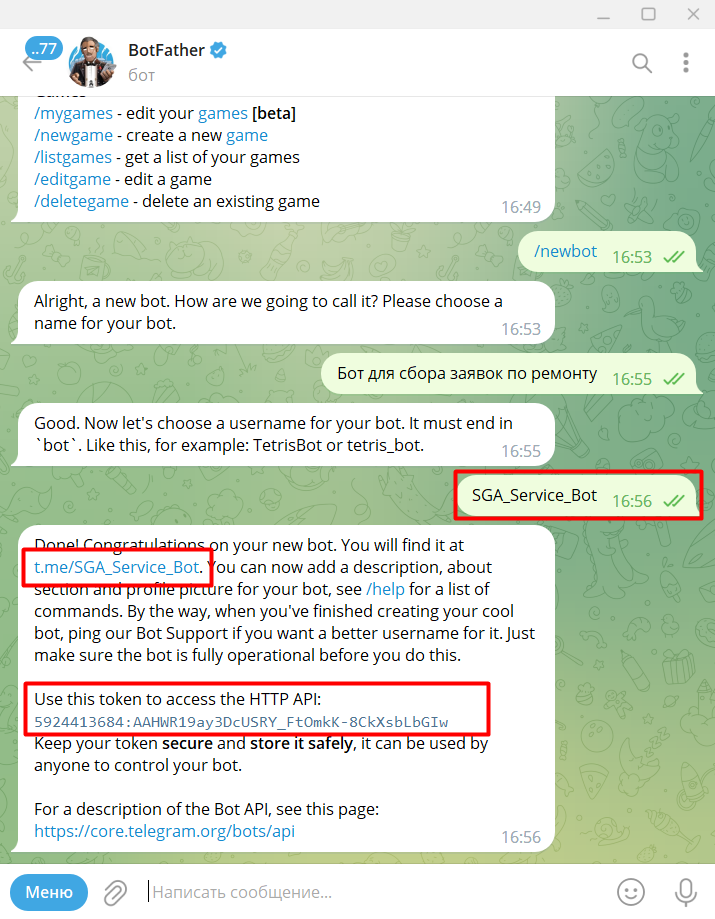 ..77
BotFather
бот
Games
/mygames - edit your games [beta]
/newgame - create a new game
/listgames - get a list of your games
/editgame - edit a game
/deletegame - delete an existing game
16:49
/newbot 16:53
Alright, a new bot. How are we going to call it? Please choose a
name for your bot.
16:53
Бот для сбора заявок по ремонту 16:55
Good. Now let's choose a username for your bot. It must end in
`bot`. Like this, for example: TetrisBot or tetris_bot.
16:55
SGA_Service_Bot 16:56
Done! Congratulations on your new bot. You will find it at
t.me/SGA_Service_Bot. You can now add a description, about
section and profile picture for your bot, see /help for a list of
commands. By the way, when you've finished creating your cool
bot, ping our Bot Support if you want a better username for it. Just
make sure the bot is fully operational before you do this.
Use this token to access the HTTP API:
5924413684:AAHWR19ay3DcUSRY_FtOmkK-8CkXsbLbGIw
Keep your token secure and store it safely, it can be used by
anyone to control your bot.
For a description of the Bot API, see this page:
https://core.telegram.org/bots/api
16:56
Меню
Написать сообщение...